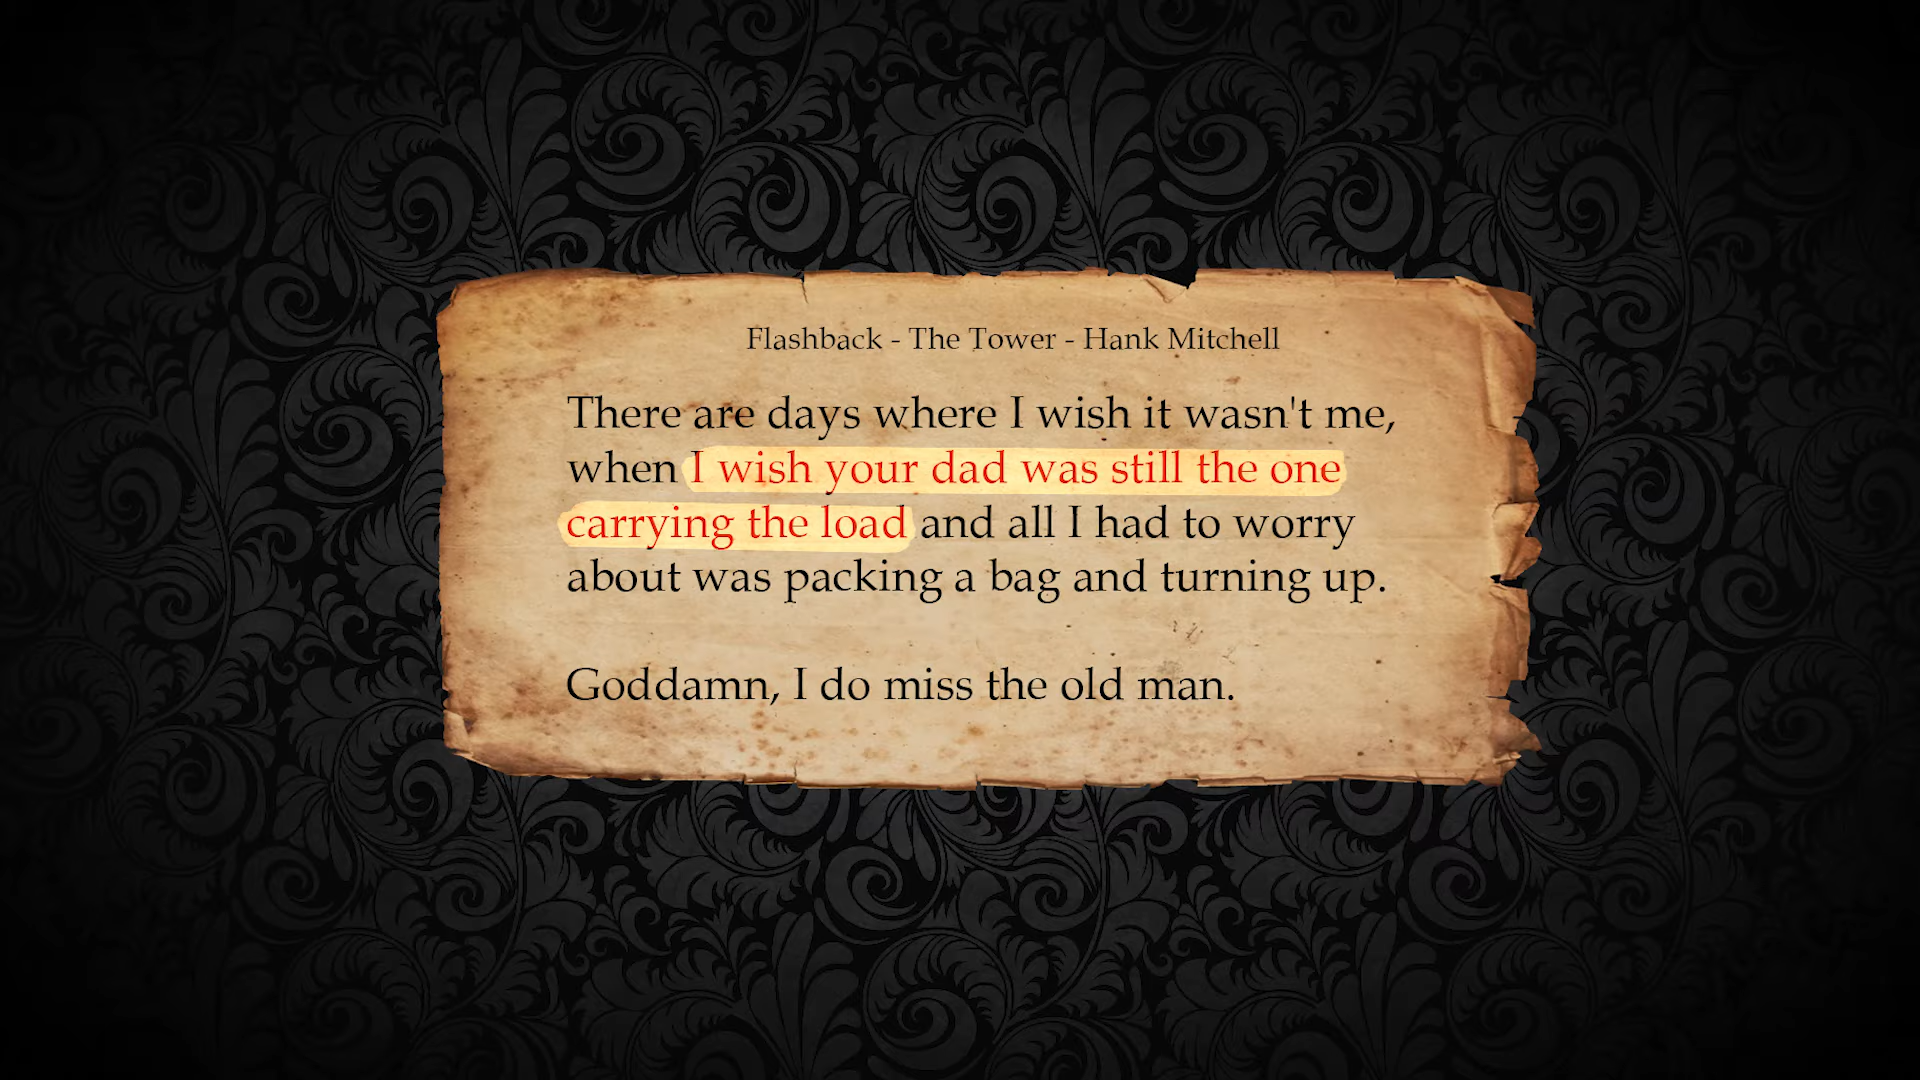 Flashback - The Tower - Hank Mitchell
There are days where I wish it wasn't me,
when I wish your dad was still the one
carrying the load and all I had to worry
about was packing a bag and turning up.
Goddamn, I do miss the old man.